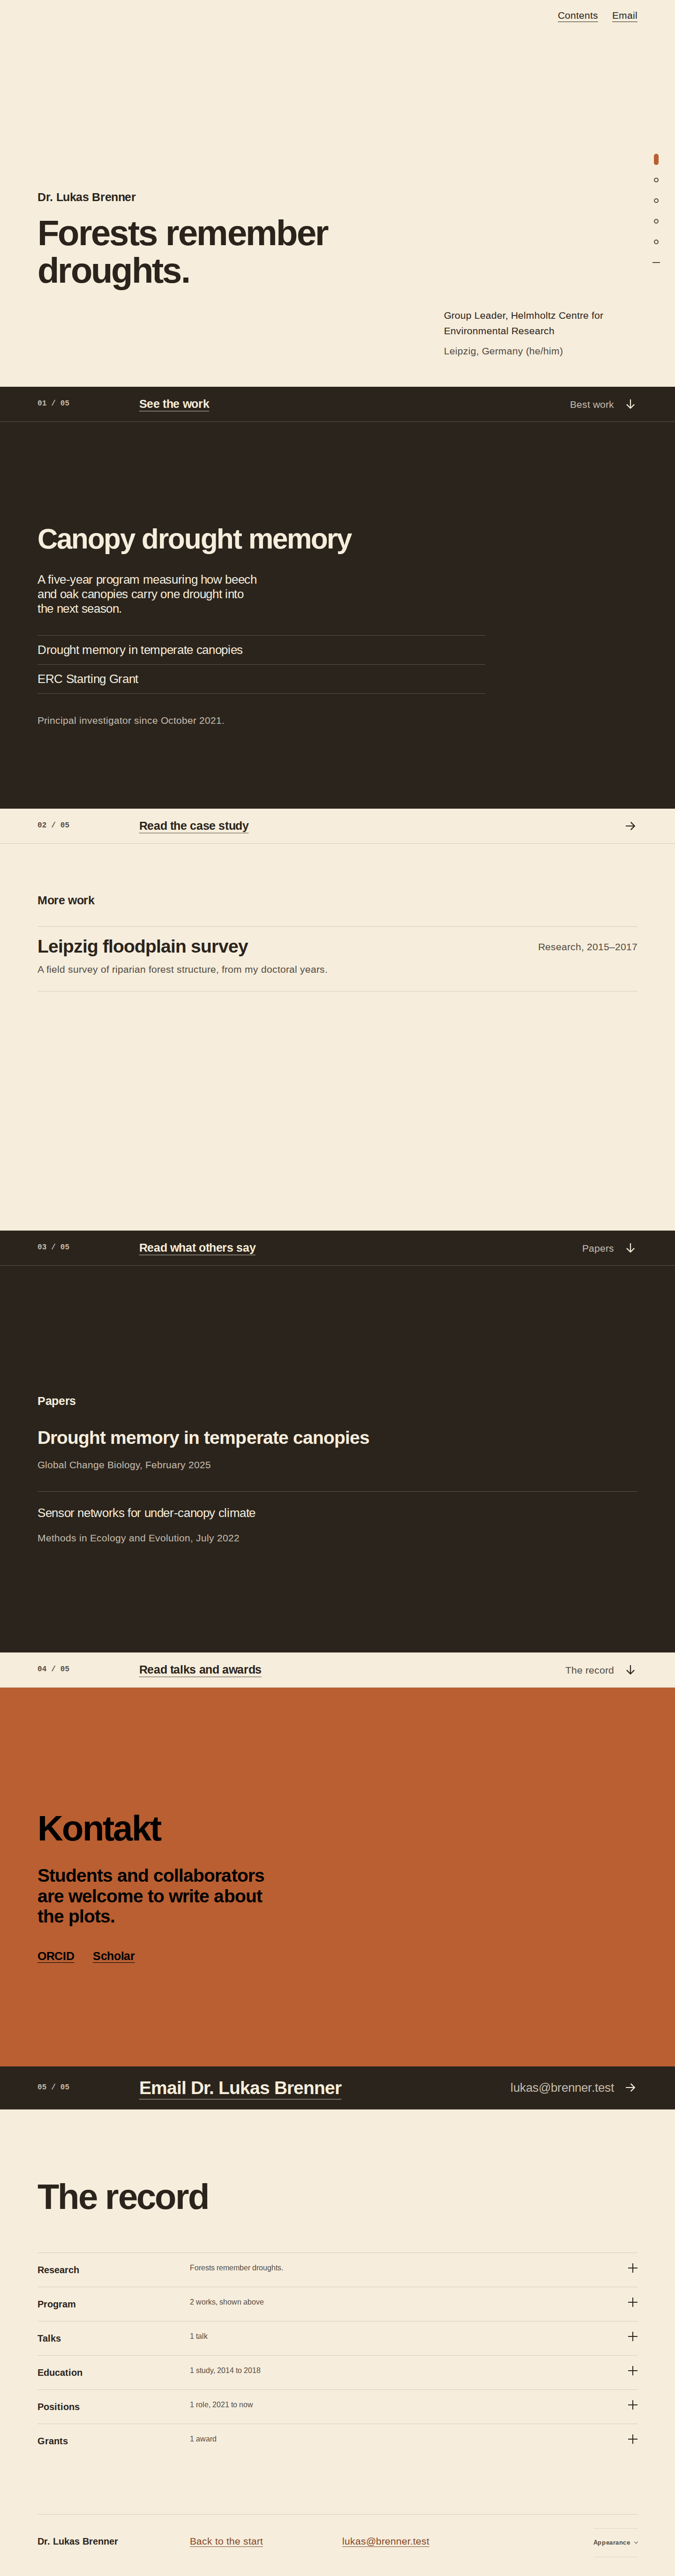 Contents Email
Dr. Lukas Brenner
Forests remember
droughts.
Group Leader, Helmholtz Centre for
Environmental Research
Leipzig, Germany (he/him)
01 / 05 See the work Best work
Canopy drought memory
A five-year program measuring how beech
and oak canopies carry one drought into
the next season.
Drought memory in temperate canopies
ERC Starting Grant
Principal investigator since October 2021.
02 / 05 Read the case study
More work
Leipzig floodplain survey Research, 2015–2017
A field survey of riparian forest structure, from my doctoral years.
03 / 05 Read what others say Papers
Papers
Drought memory in temperate canopies
Global Change Biology, February 2025
Sensor networks for under-canopy climate
Methods in Ecology and Evolution, July 2022
04 / 05 Read talks and awards The record
Kontakt
Students and collaborators
are welcome to write about
the plots.
ORCID Scholar
05 / 05 Email Dr. Lukas Brenner lukas@brenner.test
The record
Research Forests remember droughts.
Program 2 works, shown above
Talks 1 talk
Education 1 study, 2014 to 2018
Positions 1 role, 2021 to now
Grants 1 award
Dr. Lukas Brenner Back to the start lukas@brenner.test Appearance